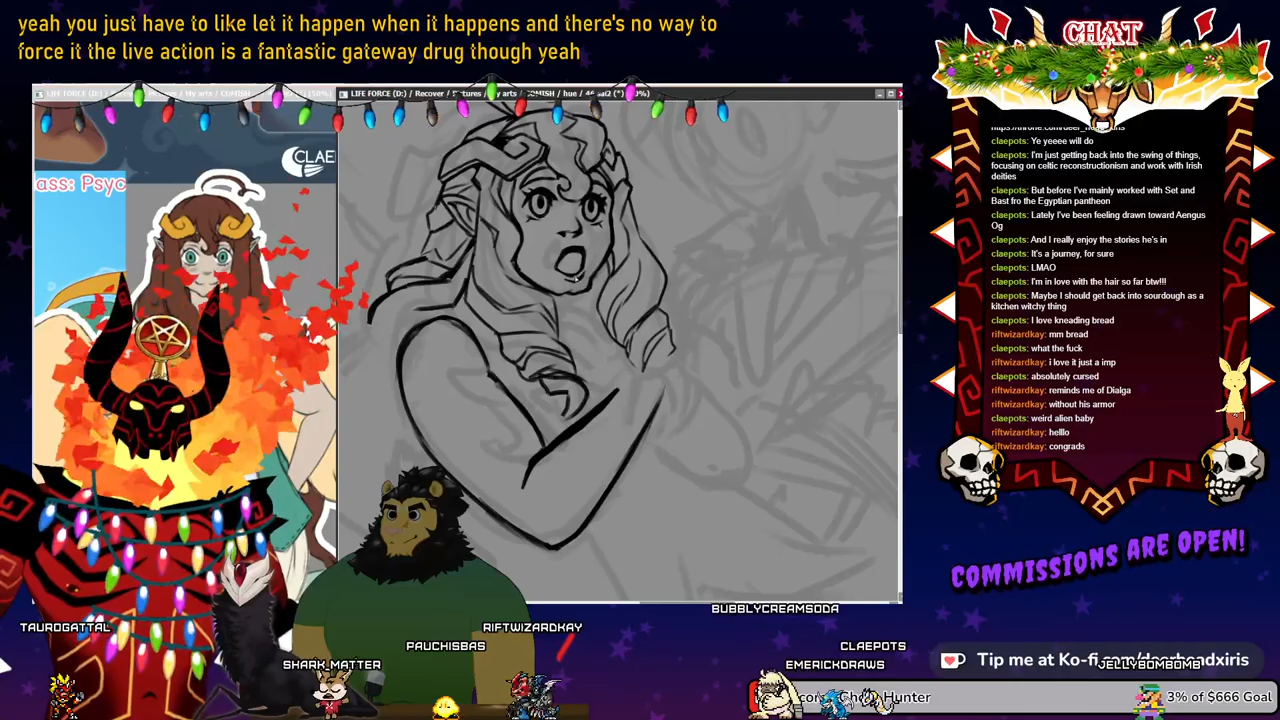 yeah you just have to like let it happen when it happens and there's no way to
force it the live action is a fantastic gateway drug though yeah
CHAT
claepots: Ye yeeee will do
claepots: I'm just getting back into the swing of things,
focusing on celtic reconstructionism and work with Irish
deities
claepots: But before I've mainly worked with Set and
Bast fro the Egyptian pantheon
claepots: Lately I've been feeling drawn toward Aengus
Og
claepots: And I really enjoy the stories he's in
claepots: It's a journey, for sure
claepots: LMAO
claepots: I'm in love with the hair so far btw!!!
claepots: Maybe I should get back into sourdough as a
kitchen witchy thing
claepots: I love kneading bread
riftwizardkay: mm bread
claepots: what the fuck
riftwizardkay: i love it just a imp
claepots: absolutely cursed
riftwizardkay: reminds me of Dialga
riftwizardkay: without his armor
claepots: weird alien baby
riftwizardkay: helllo
riftwizardkay: congrads
LIFE FORCE (D:) / Recover
CLAE
ass: Psyc
COMMISSIONS ARE OPEN!
BUBBLYCREAMSODA
TAUROGATTAL
RIFTWIZARDKAY
PAUCHISBAS
CLAEPOTS
SHARK_MATTER
EMERICKDRAWS
JELLYBOMBOMB
Tip me at Ko-fi.com/deerheadxiris
Hunter
3% of $666 Goal